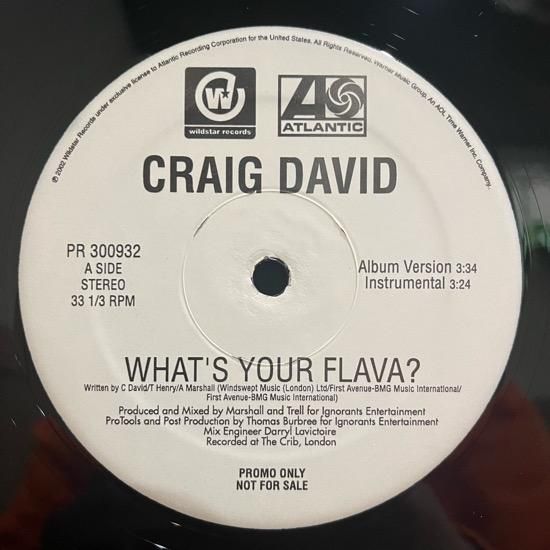 ℗ 2002 Wildstar Records under exclusive license to Atlantic Recording Corporation for the United States. All Rights Reserved. Warner Music Group, An AOL Time Warner Inc. Company.
W
wildstar records
A
ATLANTIC
CRAIG DAVID
PR 300932
A SIDE
STEREO
33 1/3 RPM
Album Version 3:34
Instrumental 3:24
WHAT'S YOUR FLAVA?
Written by C David/T Henry/A Marshall (Windswept Music (London) Ltd/First Avenue-BMG Music International/
First Avenue-BMG Music International)
Produced and Mixed by Marshall and Trell for Ignorants Entertainment
ProTools and Post Production by Thomas Burbree for Ignorants Entertainment
Mix Engineer Darryl Lavictoire
Recorded at The Crib, London
PROMO ONLY
NOT FOR SALE